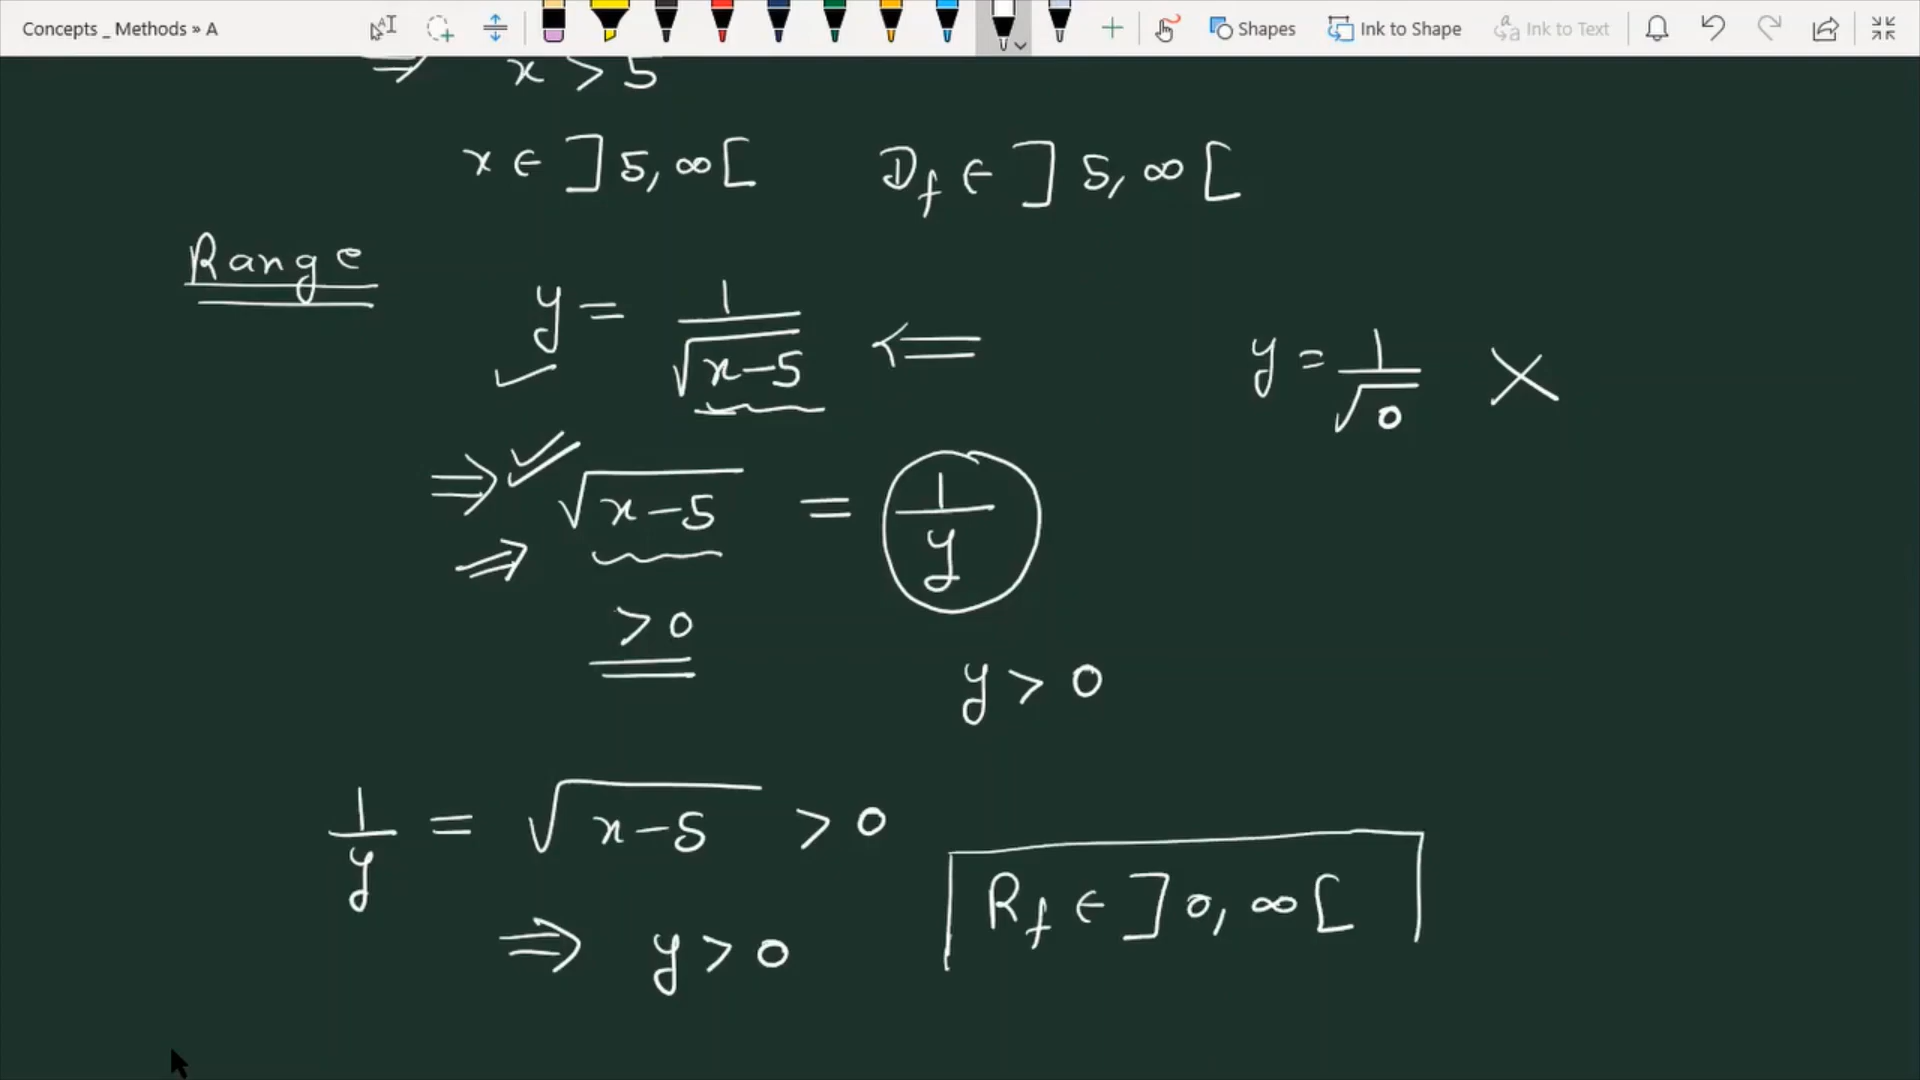 Concepts _ Methods » A
Shapes
Ink to Shape
Ink to Text
⇒ x > 5
x ∈ ]5, ∞[ D_f ∈ ]5, ∞[
Range
y = 1/√(x-5) ⇐ y = 1/√0 ×
⇒ √(x-5) = 1/y
⇒
> 0
y > 0
1/y = √(x-5) > 0
R_f ∈ ]0, ∞[
⇒ y > 0